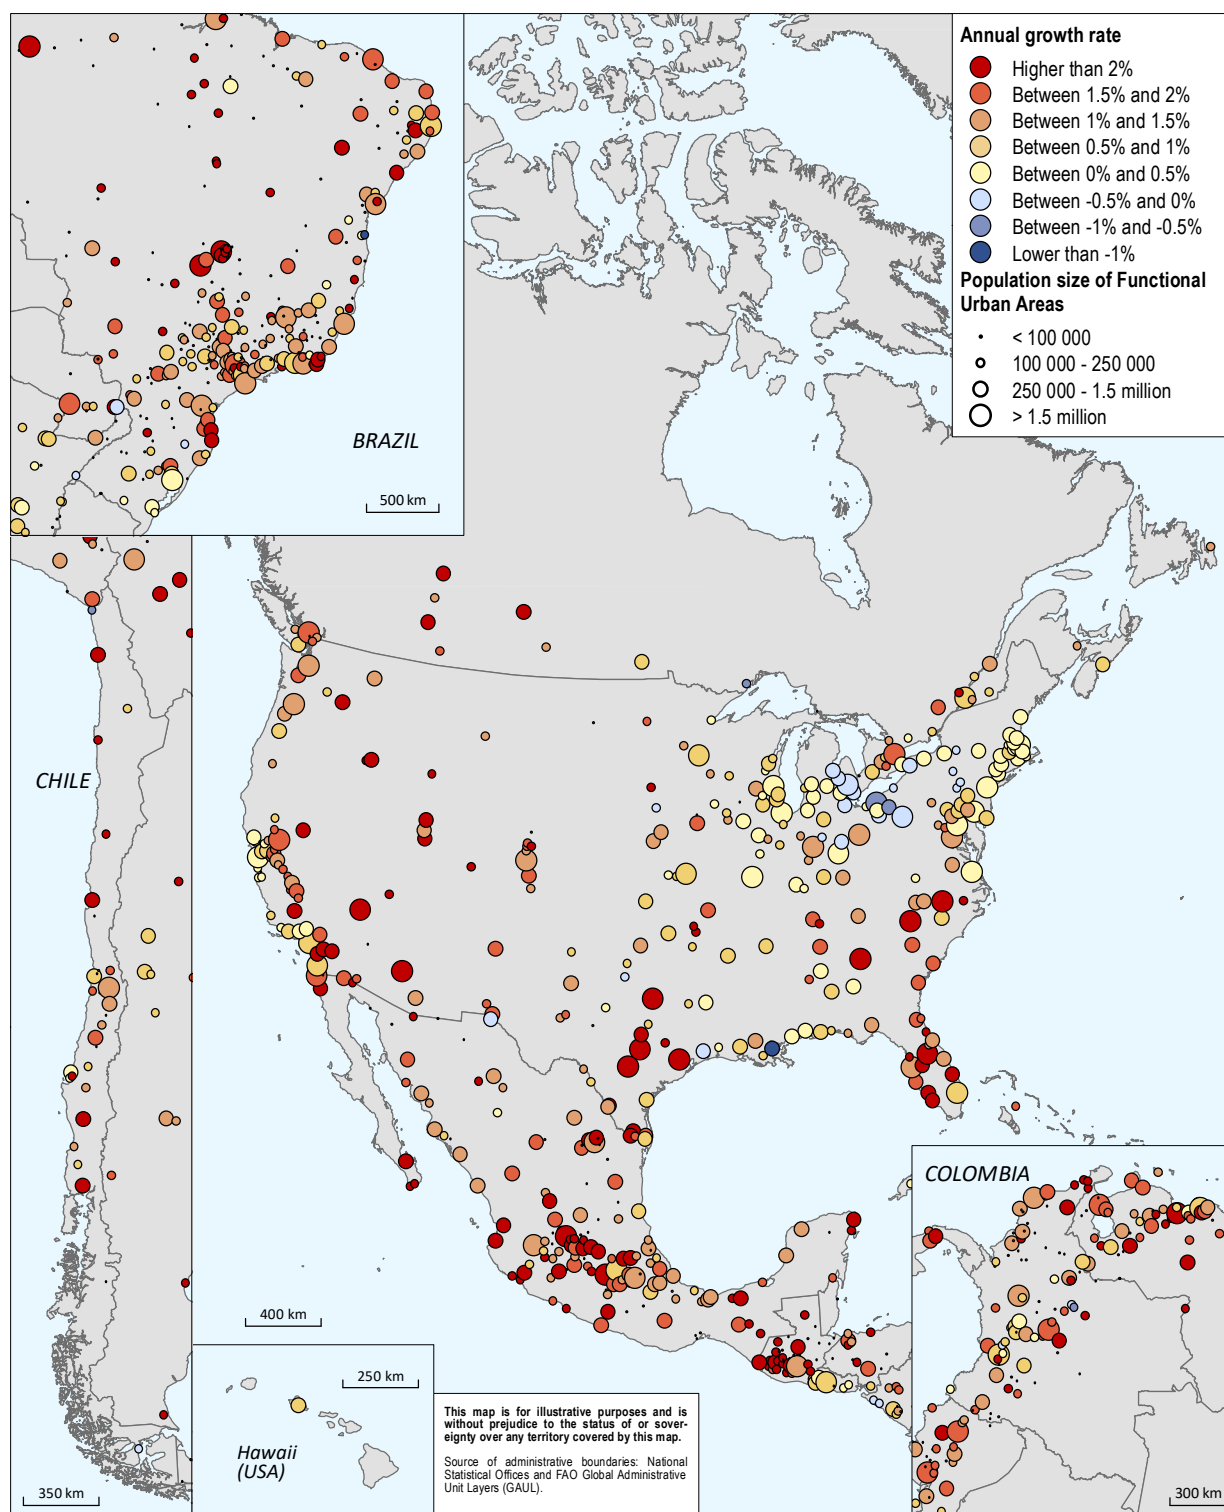 Annual growth rate
Higher than 2%
Between 1.5% and 2%
Between 1% and 1.5%
Between 0.5% and 1%
Between 0% and 0.5%
Between -0.5% and 0%
Between -1% and -0.5%
Lower than -1%
Population size of Functional
Urban Areas
< 100 000
100 000 - 250 000
250 000 - 1.5 million
> 1.5 million
BRAZIL
500 km
CHILE
350 km
400 km
250 km
Hawaii
(USA)
This map is for illustrative purposes and is
without prejudice to the status of or sover-
eignty over any territory covered by this map.
Source of administrative boundaries: National
Statistical Offices and FAO Global Administrative
Unit Layers (GAUL).
COLOMBIA
300 km